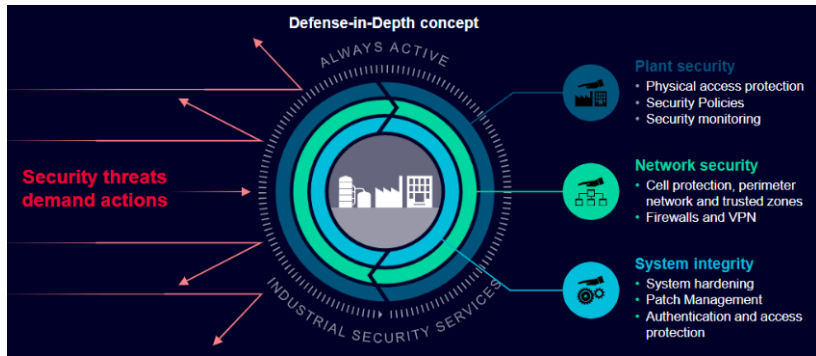 Defense-in-Depth concept
ALWAYS ACTIVE
Security threats
demand actions
INDUSTRIAL SECURITY SERVICES
Plant security
• Physical access protection
• Security Policies
• Security monitoring
Network security
• Cell protection, perimeter
network and trusted zones
• Firewalls and VPN
System integrity
• System hardening
• Patch Management
• Authentication and access
protection